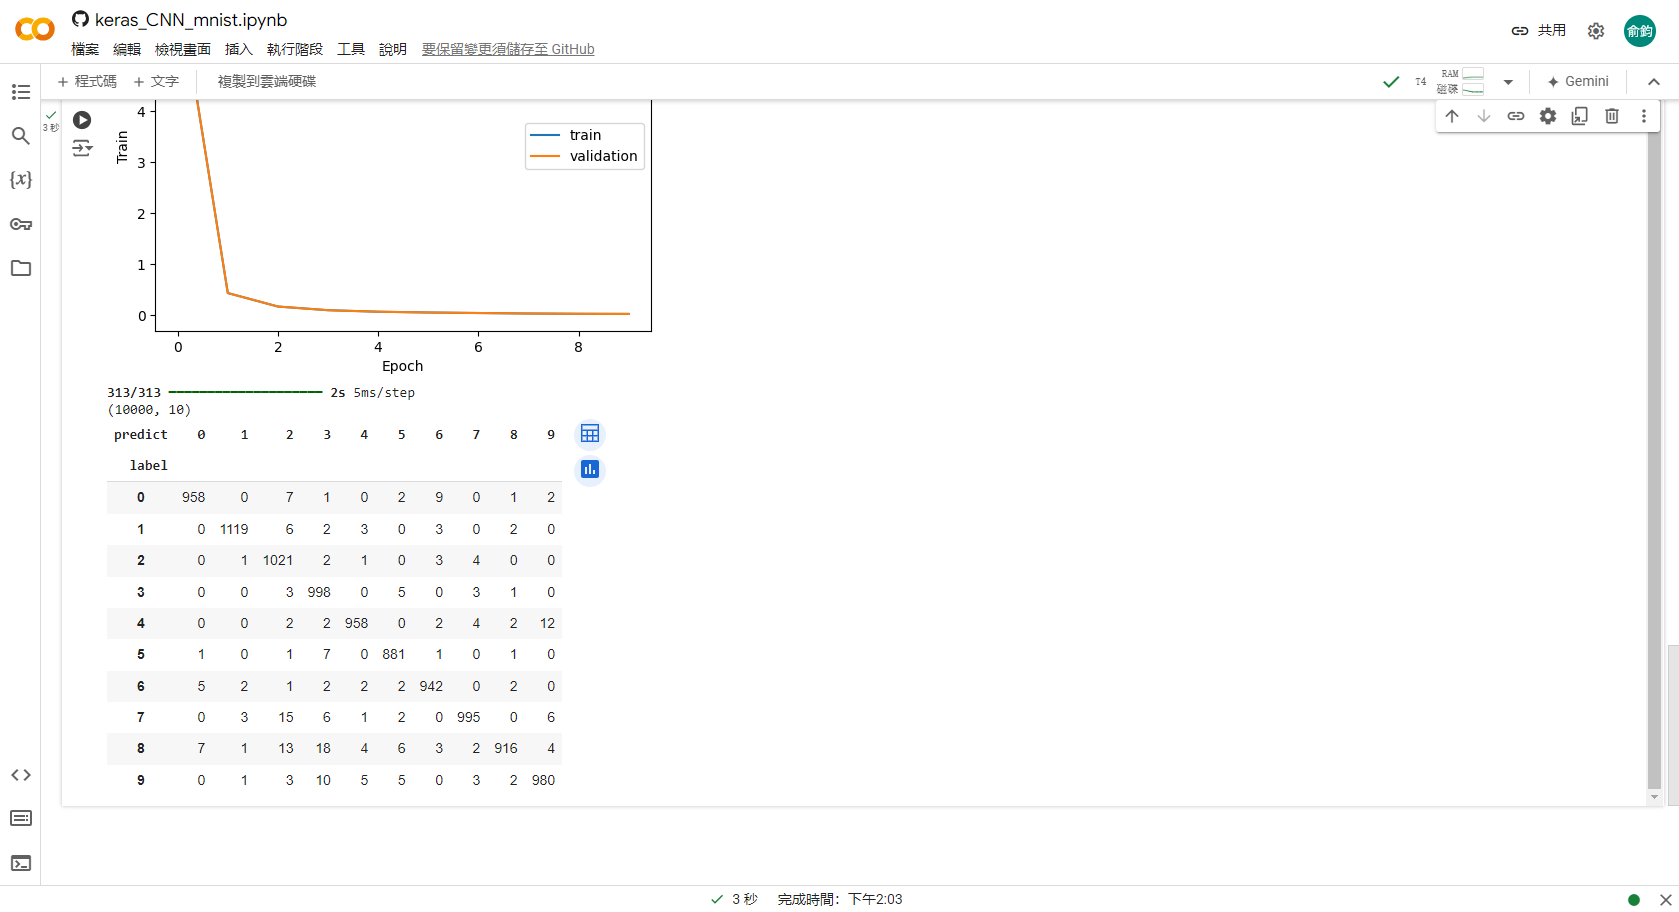 keras_CNN_mnist.ipynb
檔案 編輯 檢視畫面 插入 執行階段 工具 說明 要保留變更須儲存至 GitHub
共用
俞鈞
+ 程式碼 + 文字 複製到雲端硬碟
T4 RAM 磁碟 Gemini
3 秒
{x}
4
3
2
1
0
Train
train
validation
0 2 4 6 8
Epoch
313/313 ━━━━━━━━━━━━━━━━━━━━ 2s 5ms/step
(10000, 10)
predict 0 1 2 3 4 5 6 7 8 9
label
0 958 0 7 1 0 2 9 0 1 2
1 0 1119 6 2 3 0 3 0 2 0
2 0 1 1021 2 1 0 3 4 0 0
3 0 0 3 998 0 5 0 3 1 0
4 0 0 2 2 958 0 2 4 2 12
5 1 0 1 7 0 881 1 0 1 0
6 5 2 1 2 2 2 942 0 2 0
7 0 3 15 6 1 2 0 995 0 6
8 7 1 13 18 4 6 3 2 916 4
9 0 1 3 10 5 5 0 3 2 980
3 秒 完成時間：下午2:03